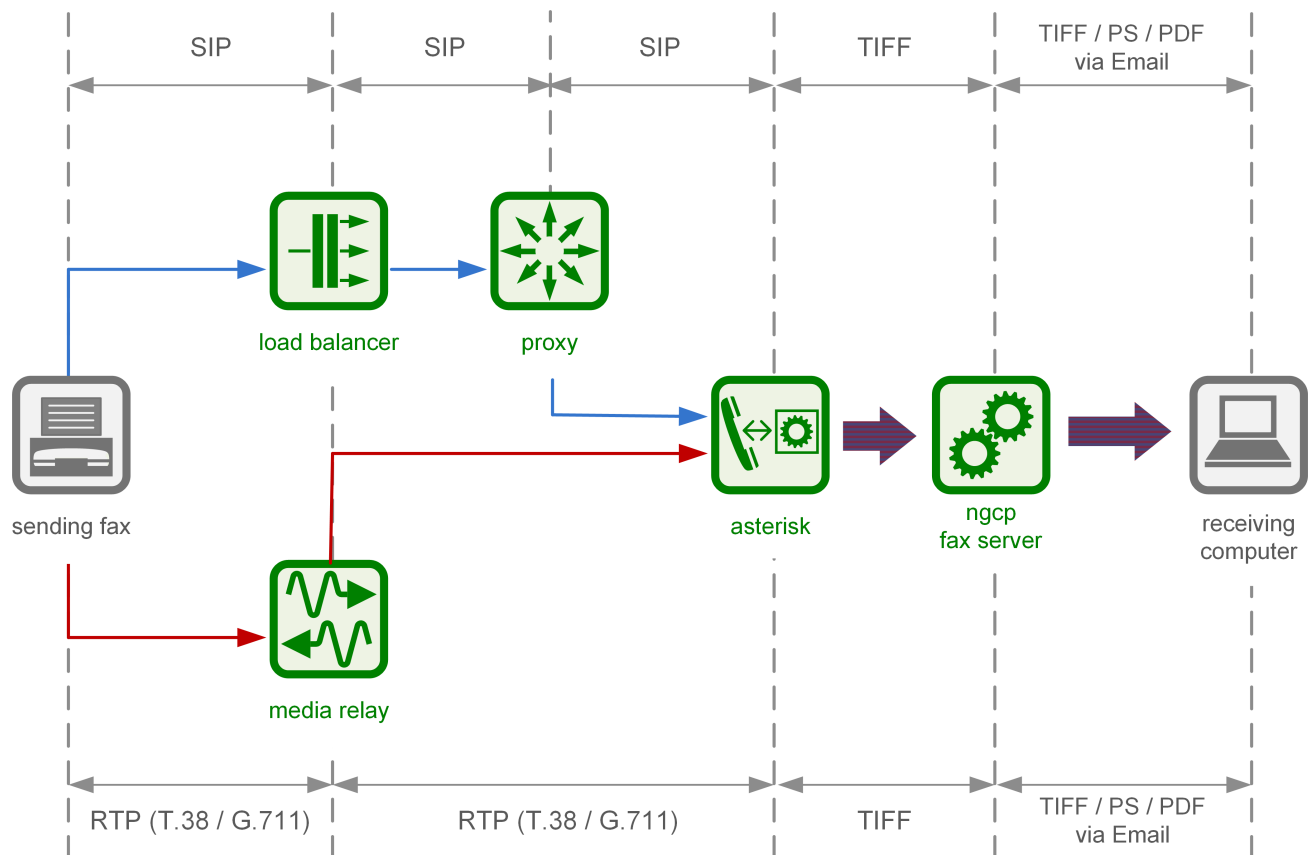 SIP
SIP
SIP
TIFF
TIFF / PS / PDF
via Email
load balancer
proxy
sending fax
asterisk
ngcp
fax server
receiving
computer
media relay
RTP (T.38 / G.711)
RTP (T.38 / G.711)
TIFF
TIFF / PS / PDF
via Email